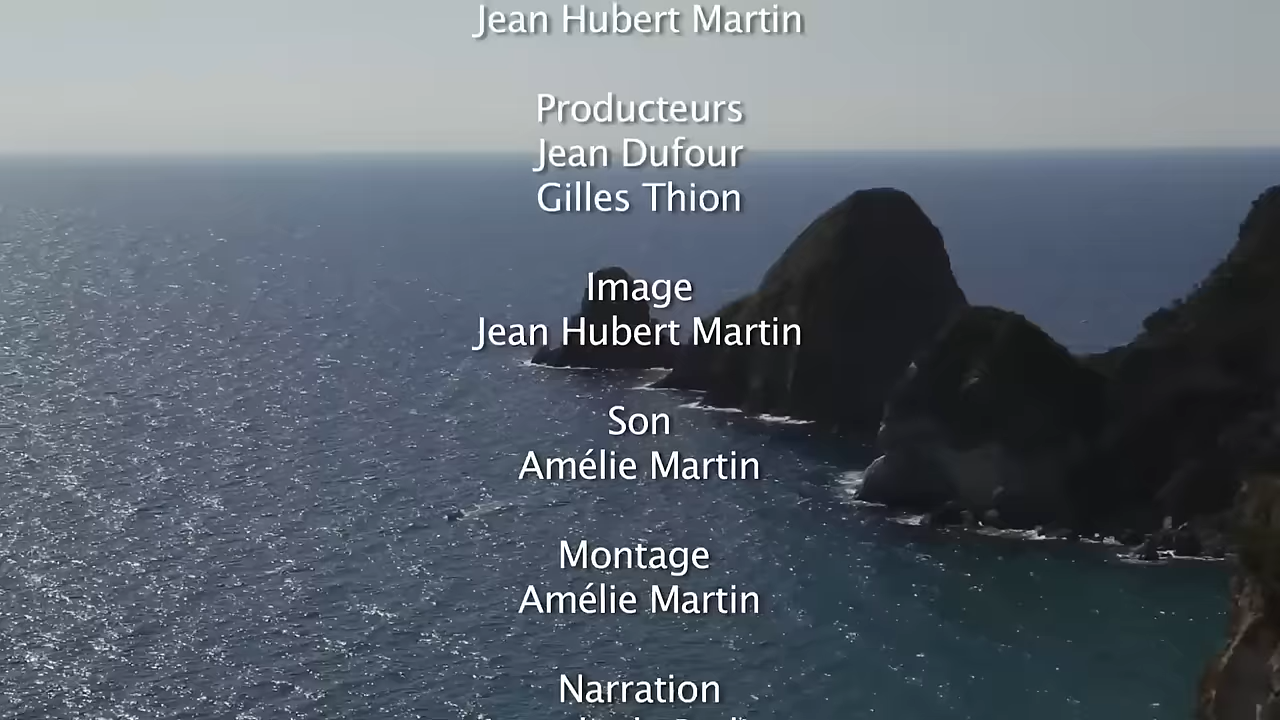 Jean Hubert Martin
Producteurs
Jean Dufour
Gilles Thion
Image
Jean Hubert Martin
Son
Amélie Martin
Montage
Amélie Martin
Narration